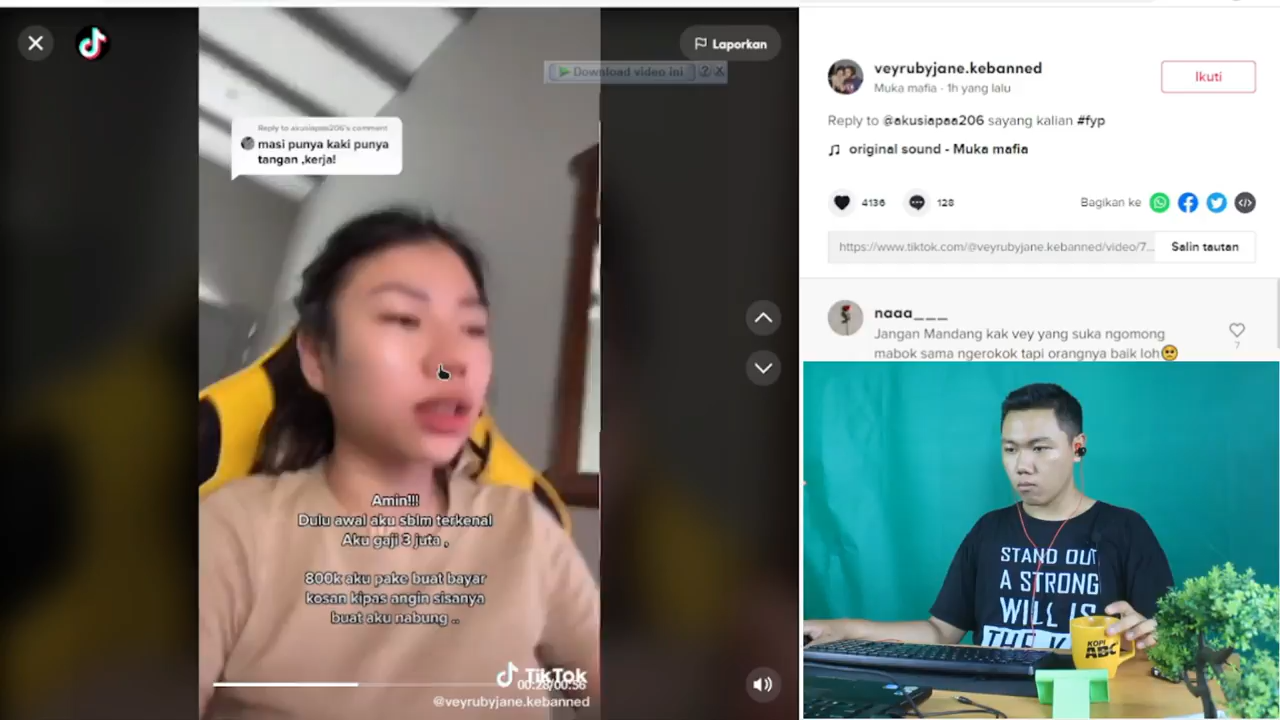 Laporkan
Download video ini
? X
Reply to akusiapaa206's comment
masi punya kaki punya
tangan ,kerja!
Amin!!!
Dulu awal aku sblm terkenal
Aku gaji 3 juta ,
800k aku pake buat bayar
kosan kipas angin sisanya
buat aku nabung ..
TikTok
00:28/00:56
@veyrubyjane.kebanned
veyrubyjane.kebanned
Muka mafia · 1h yang lalu
Ikuti
Reply to @akusiapaa206 sayang kalian #fyp
original sound - Muka mafia
4136
128
Bagikan ke
https://www.tiktok.com/@veyrubyjane.kebanned/video/7...
Salin tautan
naaa___
Jangan Mandang kak vey yang suka ngomong
mabok sama ngerokok tapi orangnya baik loh🥺
7
STAND OUT
A STRONG
WILL IS
KOPI
ABC